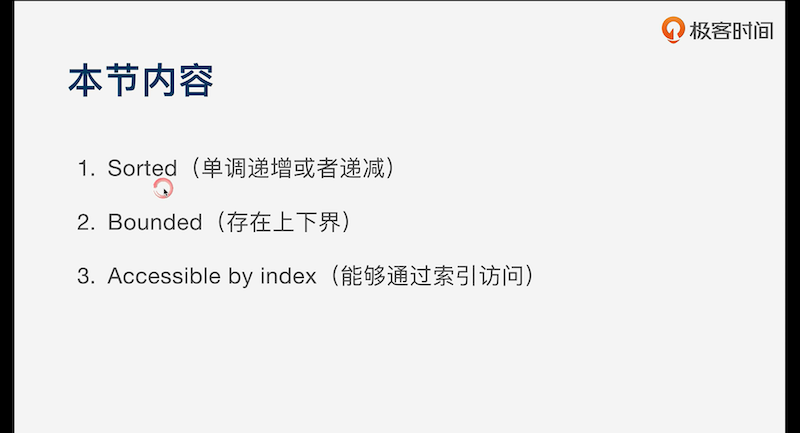 极客时间
本节内容
1. Sorted（单调递增或者递减）
2. Bounded（存在上下界）
3. Accessible by index（能够通过索引访问）